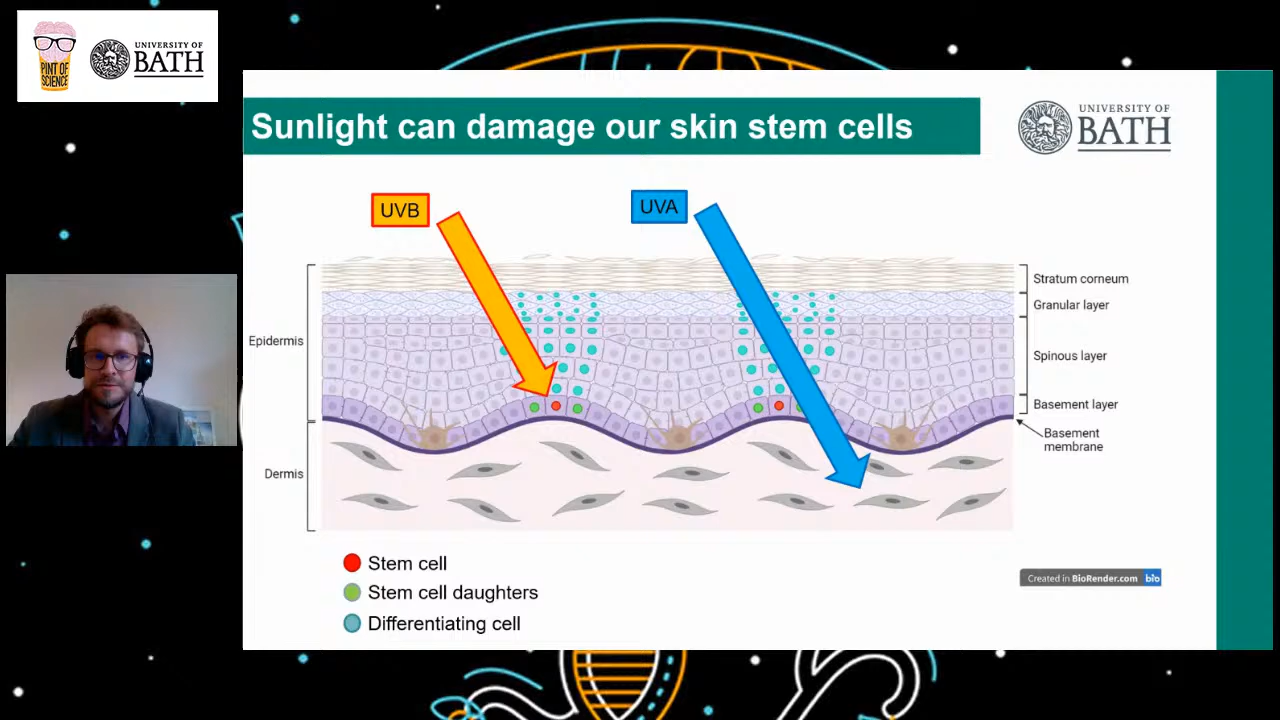 PINT OF
SCIENCE
UNIVERSITY OF
BATH
Sunlight can damage our skin stem cells
UNIVERSITY OF
BATH
UVB
UVA
Epidermis
Dermis
Stratum corneum
Granular layer
Spinous layer
Basement layer
Basement
membrane
Stem cell
Stem cell daughters
Differentiating cell
Created in BioRender.com bio